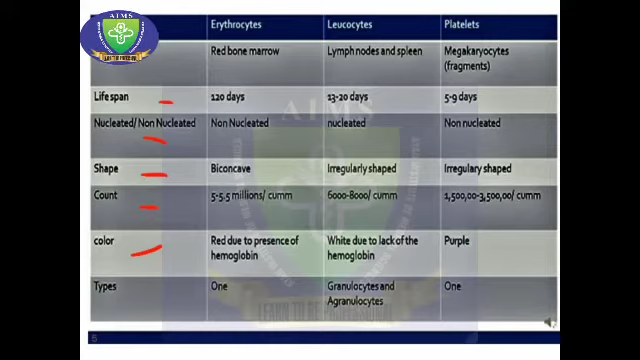 AIMS
Erythrocytes Leucocytes Platelets
Red bone marrow Lymph nodes and spleen Megakaryocytes
(fragments)
Life span 120 days 13-20 days 5-9 days
Nucleated/ Non Nucleated Non Nucleated nucleated Non nucleated
Shape Biconcave Irregularly shaped Irregulary shaped
Count 5-5.5 millions/ cumm 6000-8000/ cumm 1,500,00-3,500,00/ cumm
color Red due to presence of hemoglobin White due to lack of the hemoglobin Purple
Types One Granulocytes and Agranulocytes One
AIMS
LEARN TO BE PROFESSIONAL
5